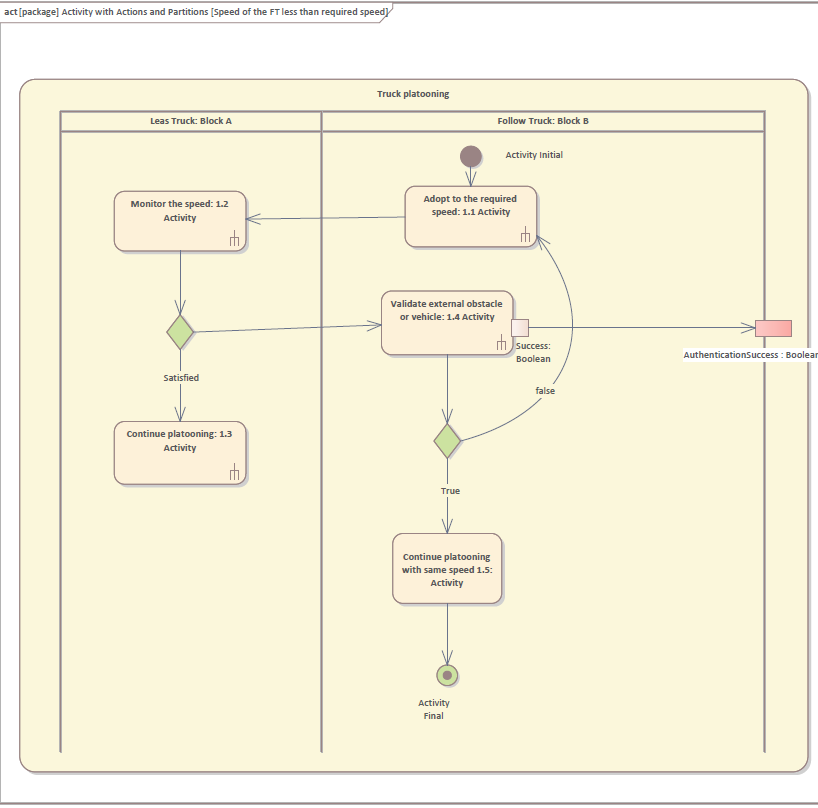 act [package] Activity with Actions and Partitions [Speed of the FT less than required speed]
Truck platooning
Leas Truck: Block A
Follow Truck: Block B
Activity Initial
Monitor the speed: 1.2
Activity
Adopt to the required
speed: 1.1 Activity
Validate external obstacle
or vehicle: 1.4 Activity
Success:
Boolean
AuthenticationSuccess : Boolear
Satisfied
false
Continue platooning: 1.3
Activity
True
Continue platooning
with same speed 1.5:
Activity
Activity
Final